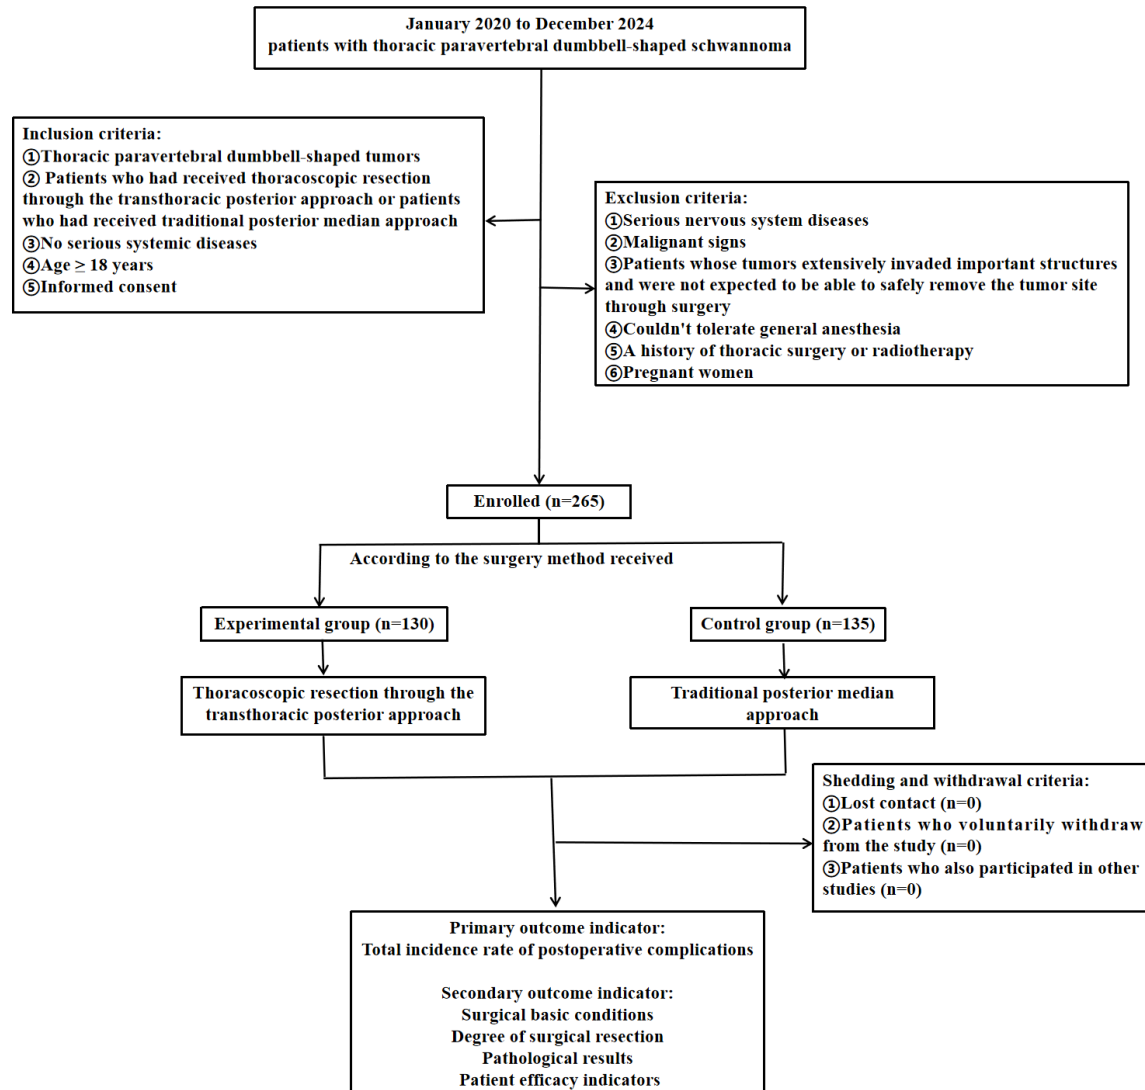 January 2020 to December 2024
patients with thoracic paravertebral dumbbell-shaped schwannoma
Inclusion criteria:
①Thoracic paravertebral dumbbell-shaped tumors
② Patients who had received thoracoscopic resection
through the transthoracic posterior approach or patients
who had received traditional posterior median approach
③No serious systemic diseases
④Age ≥ 18 years
⑤Informed consent
Exclusion criteria:
①Serious nervous system diseases
②Malignant signs
③Patients whose tumors extensively invaded important structures
and were not expected to be able to safely remove the tumor site
through surgery
④Couldn't tolerate general anesthesia
⑤A history of thoracic surgery or radiotherapy
⑥Pregnant women
Enrolled (n=265)
According to the surgery method received
Experimental group (n=130)
Control group (n=135)
Thoracoscopic resection through the
transthoracic posterior approach
Traditional posterior median
approach
Shedding and withdrawal criteria:
①Lost contact (n=0)
②Patients who voluntarily withdraw
from the study (n=0)
③Patients who also participated in other
studies (n=0)
Primary outcome indicator:
Total incidence rate of postoperative complications
Secondary outcome indicator:
Surgical basic conditions
Degree of surgical resection
Pathological results
Patient efficacy indicators